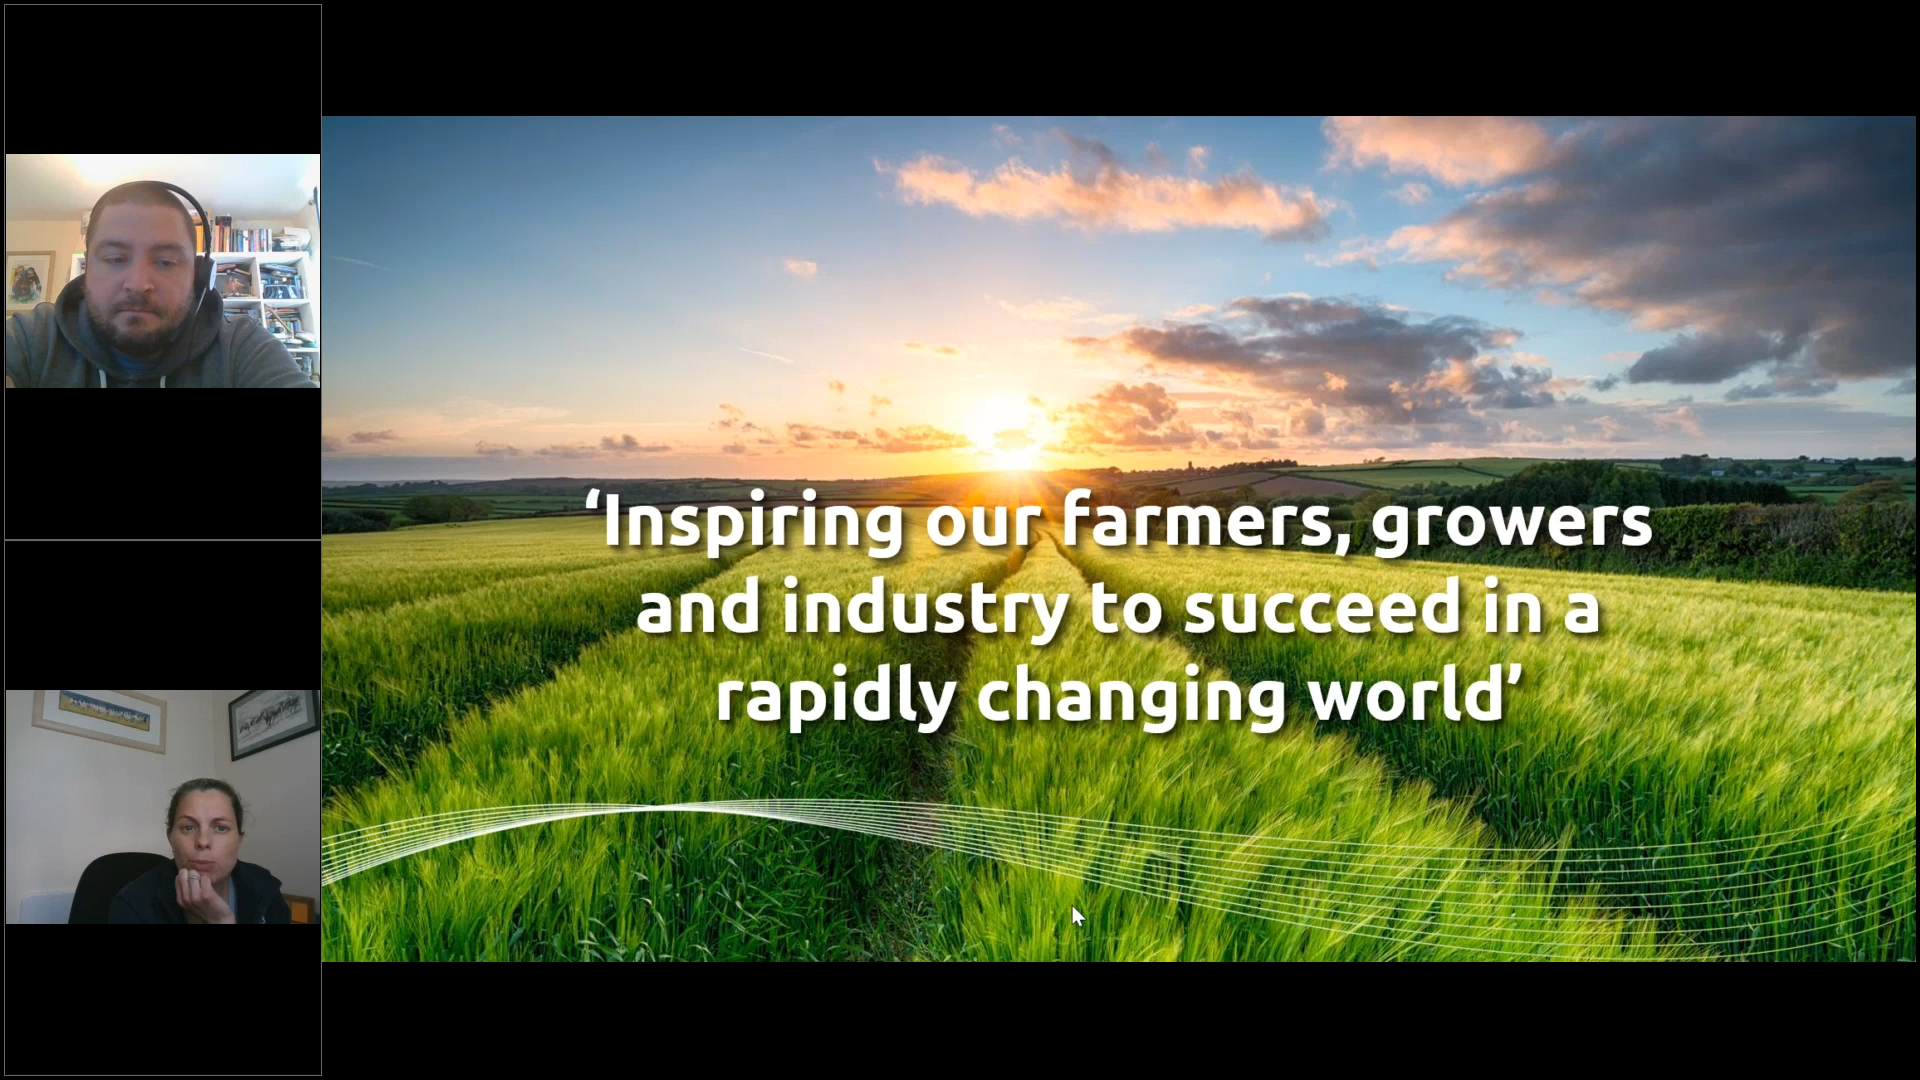 ‘Inspiring our farmers, growers
and industry to succeed in a
rapidly changing world’